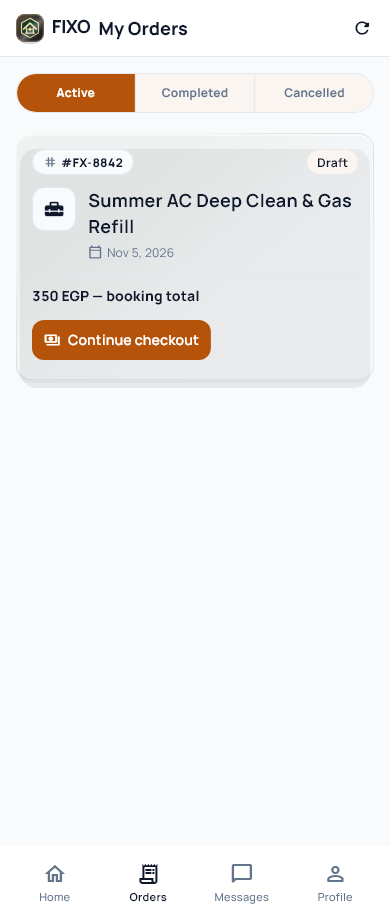 FIXO My Orders
Active
Completed
Cancelled
#FX-8842
Draft
Summer AC Deep Clean & Gas
Refill
Nov 5, 2026
350 EGP — booking total
Continue checkout
Home
Orders
Messages
Profile